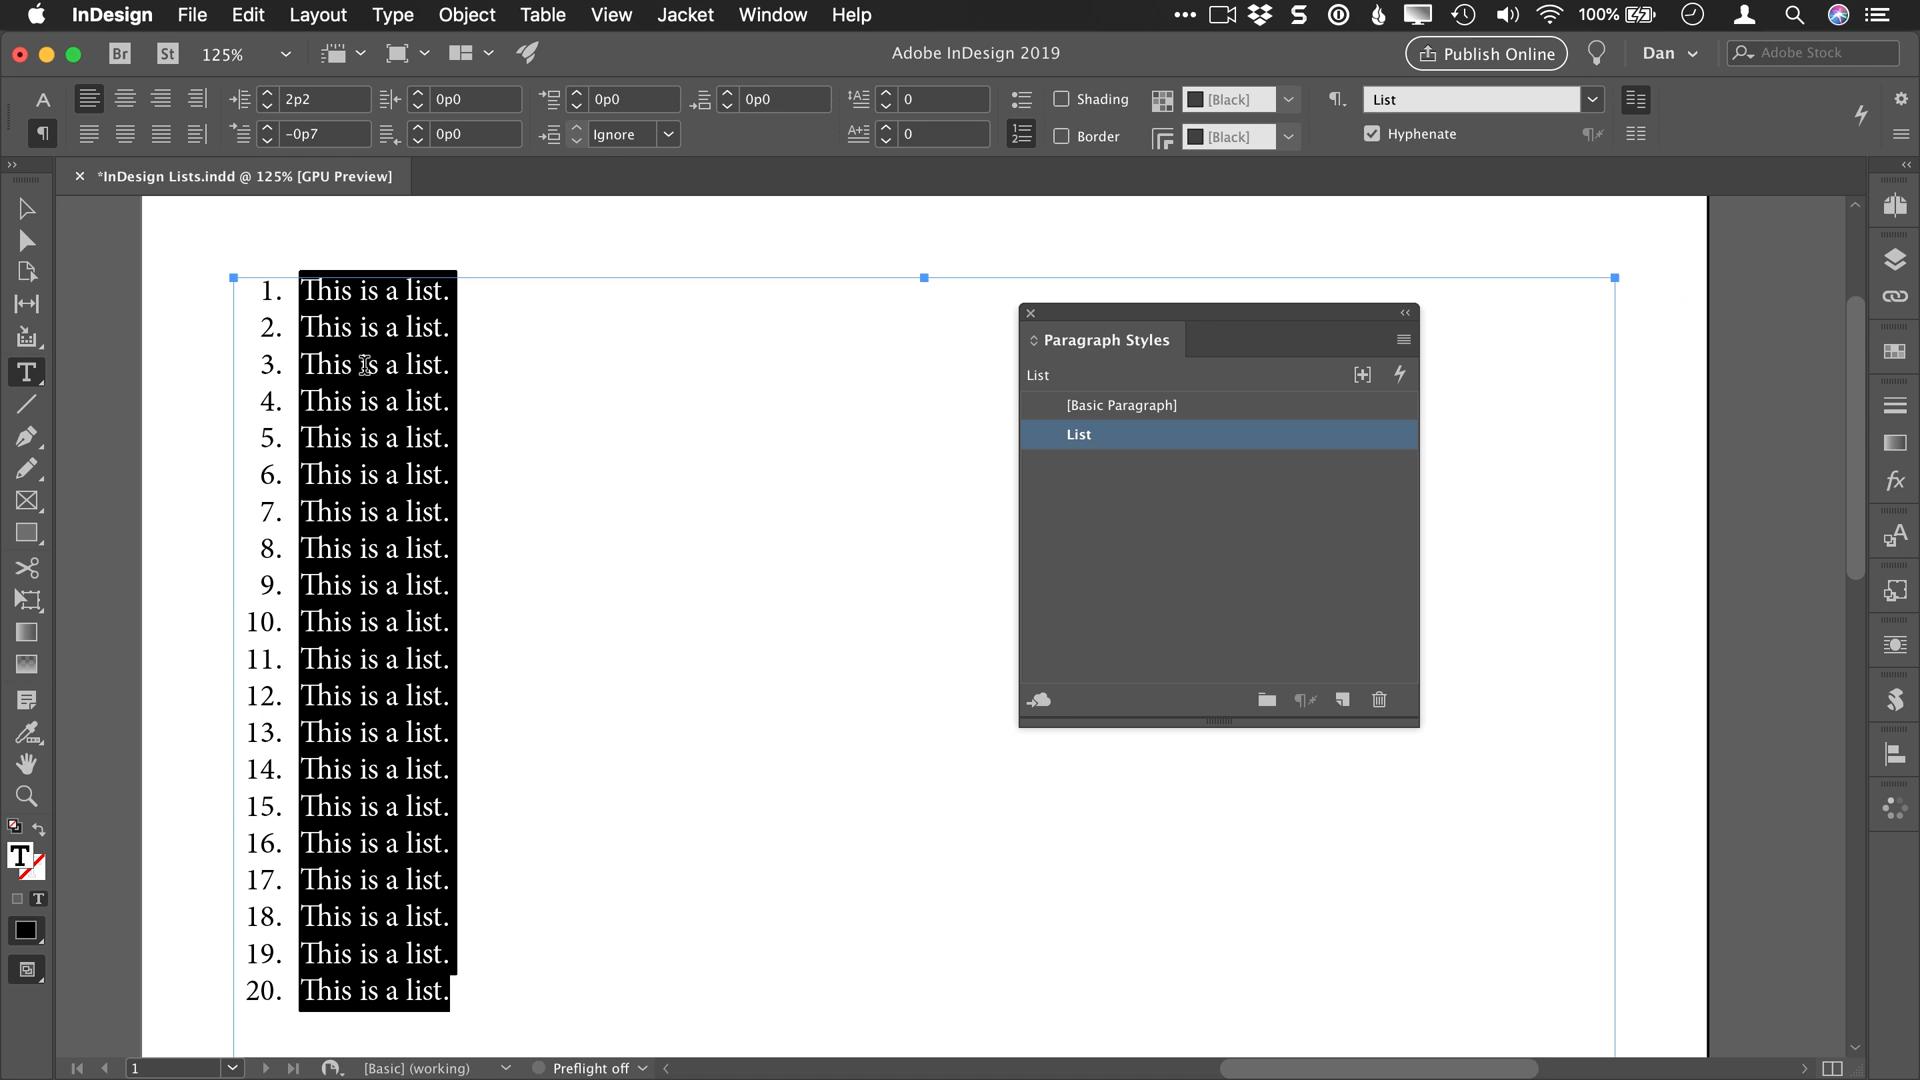 InDesign File Edit Layout Type Object Table View Jacket Window Help 100%
Br St 125% Adobe InDesign 2019 Publish Online Dan Adobe Stock
A 2p2 0p0 0p0 0p0 0 Shading [Black] List
-0p7 0p0 Ignore 0 Border [Black] Hyphenate
*InDesign Lists.indd @ 125% [GPU Preview]
1. This is a list.
2. This is a list.
3. This is a list.
4. This is a list.
5. This is a list.
6. This is a list.
7. This is a list.
8. This is a list.
9. This is a list.
10. This is a list.
11. This is a list.
12. This is a list.
13. This is a list.
14. This is a list.
15. This is a list.
16. This is a list.
17. This is a list.
18. This is a list.
19. This is a list.
20. This is a list.
Paragraph Styles
List
[Basic Paragraph]
List
1 [Basic] (working) Preflight off